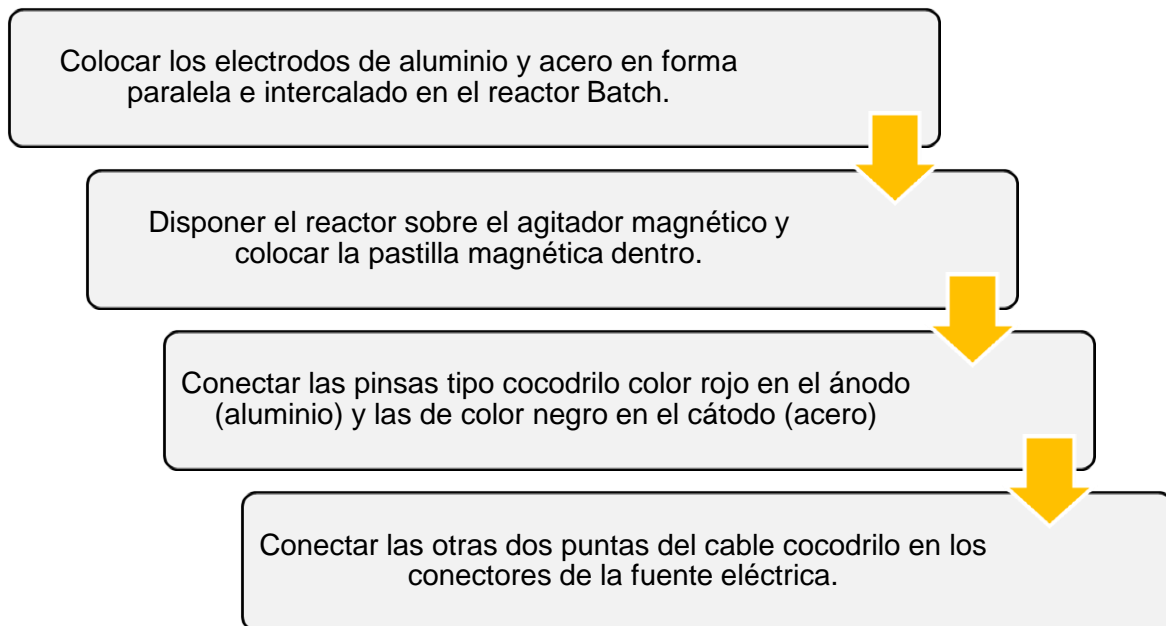 Colocar los electrodos de aluminio y acero en forma
paralela e intercalado en el reactor Batch.
Disponer el reactor sobre el agitador magnético y
colocar la pastilla magnética dentro.
Conectar las pinsas tipo cocodrilo color rojo en el ánodo
(aluminio) y las de color negro en el cátodo (acero)
Conectar las otras dos puntas del cable cocodrilo en los
conectores de la fuente eléctrica.